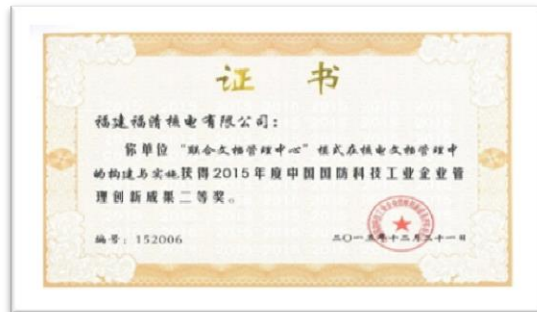 证 书
福建福清核电有限公司：
你单位“联合文档管理中心”模式在核电文档管理中
的构建与实施获得2015年度中国国防科技工业企业管
理创新成果二等奖。
编号：152006
二〇一五年十二月三十一日